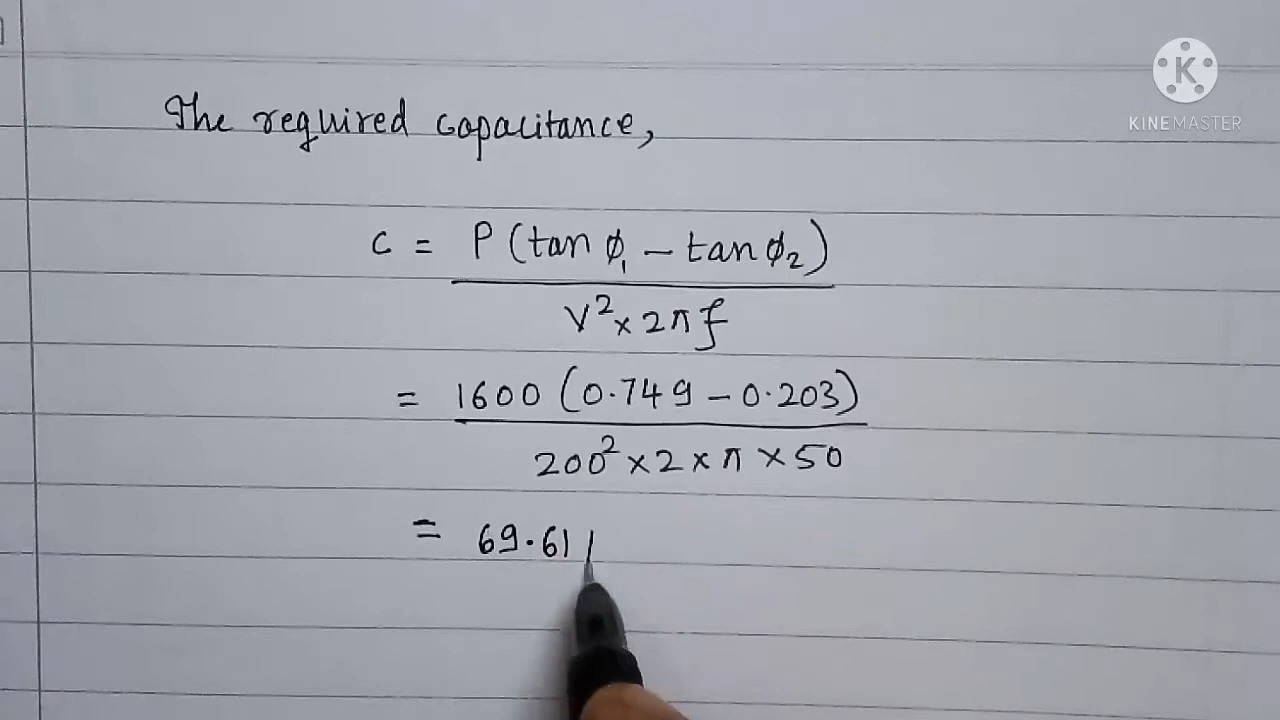 The required capacitance,
C = P (tan ϕ₁ – tan ϕ₂)
V² × 2πf
= 1600 (0.749 – 0.203)
200² × 2 × π × 50
= 69.61
K
KINEMASTER